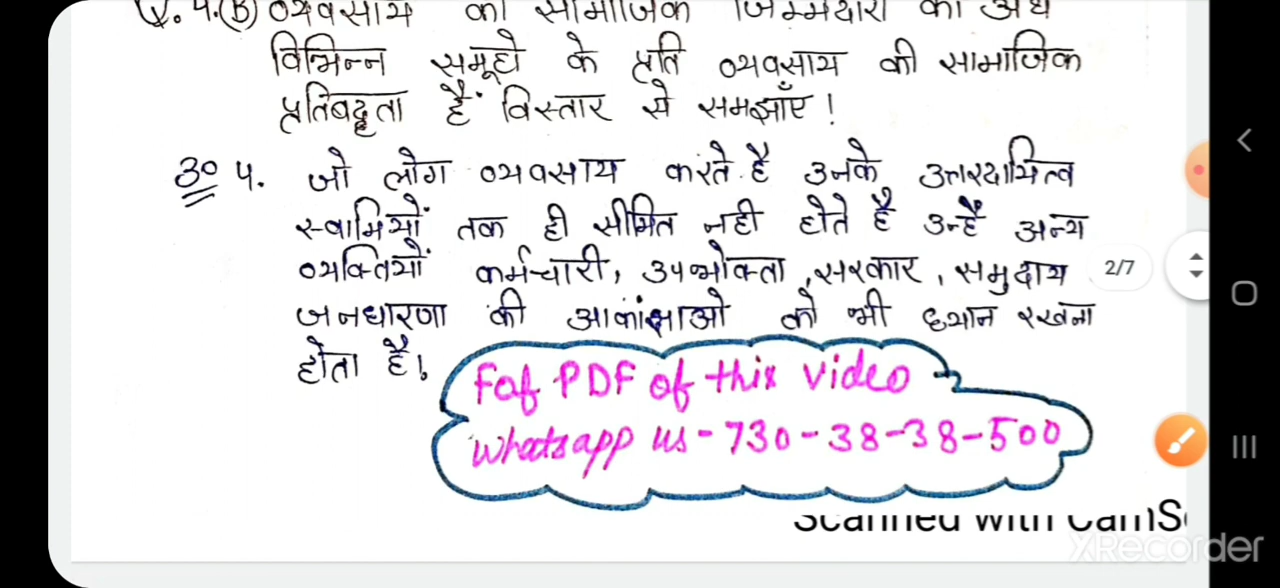 Q. 4.(b) व्यवसाय की सामाजिक जिम्मेदारी का अर्थ
विभिन्न समूहो के प्रति व्यवसाय की सामाजिक
प्रतिबद्धता हैं विस्तार से समझाएँ !
उ० 4. जो लोग व्यवसाय करते है उनके उत्तरदायित्व
स्वामियों तक ही सीमित नही होते है उन्है अन्य
व्यक्तियों कर्मचारी, उपभोक्ता, सरकार, समुदाय
जनधारणा की आकांक्षाओ को भी ध्यान रखना
होता है!
For PDF of this video
whatsapp us - 730-38-38-500
2/7
Scanned with CamS
XRecorder